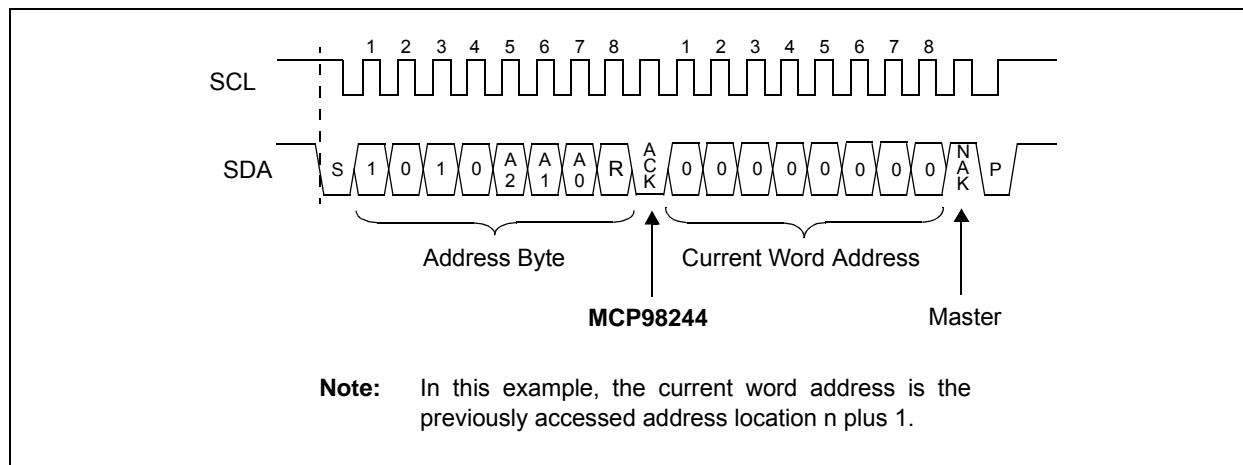 1 2 3 4 5 6 7 8 1 2 3 4 5 6 7 8
SCL
SDA
S 1 0 1 0 A2 A1 A0 R ACK 0 0 0 0 0 0 0 0 NAK P
Address Byte Current Word Address
MCP98244 Master
Note: In this example, the current word address is the
previously accessed address location n plus 1.